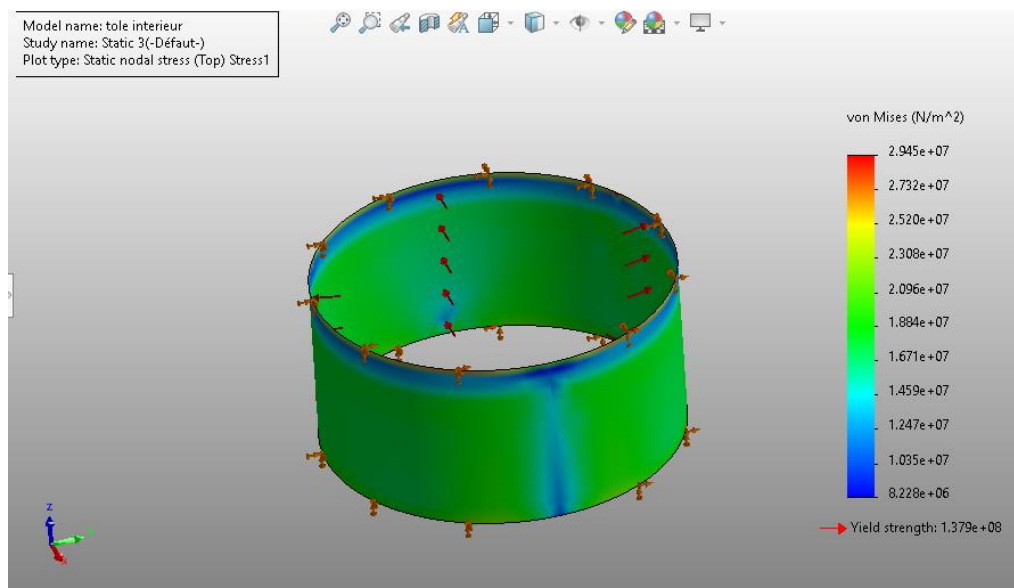 Model name: tole interieur
Study name: Static 3(-Défaut-)
Plot type: Static nodal stress (Top) Stress1
von Mises (N/m^2)
2.945e+07
2.732e+07
2.520e+07
2.308e+07
2.096e+07
1.884e+07
1.671e+07
1.459e+07
1.247e+07
1.035e+07
8.228e+06
Yield strength: 1.379e+08
z